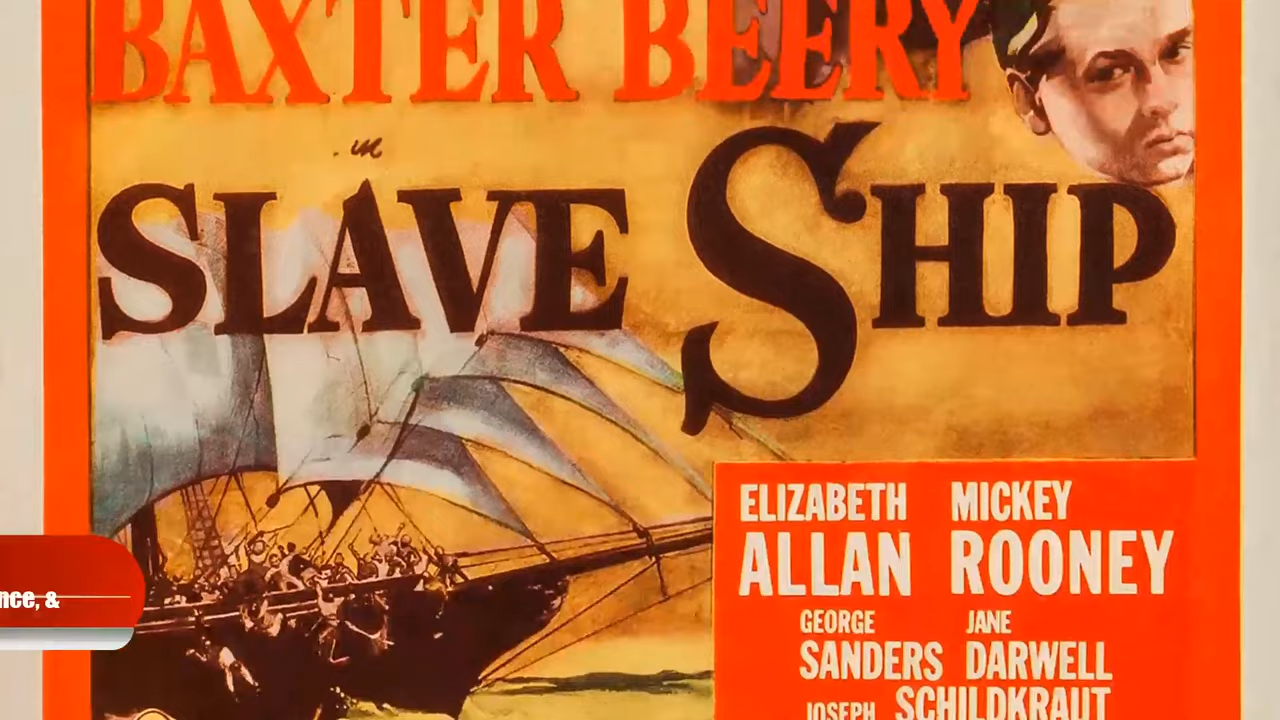 BAXTER BEERY
in
SLAVE SHIP
ELIZABETH MICKEY
ALLAN ROONEY
GEORGE JANE
SANDERS DARWELL
JOSEPH SCHILDKRAUT
nce, &